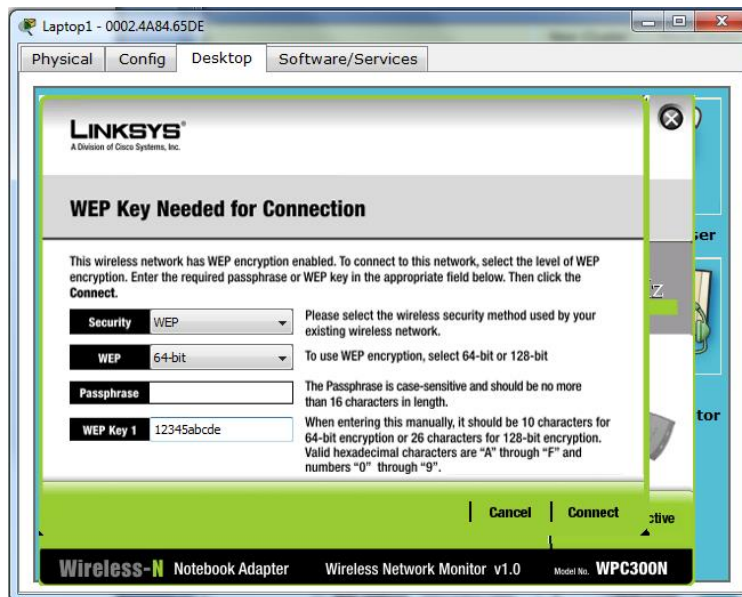 Laptop1 - 0002.4A84.65DE
Physical Config Desktop Software/Services
LINKSYS®
A Division of Cisco Systems, Inc.
WEP Key Needed for Connection
This wireless network has WEP encryption enabled. To connect to this network, select the level of WEP
encryption. Enter the required passphrase or WEP key in the appropriate field below. Then click the
Connect.
Security WEP
Please select the wireless security method used by your
existing wireless network.
WEP 64-bit
To use WEP encryption, select 64-bit or 128-bit
Passphrase
The Passphrase is case-sensitive and should be no more
than 16 characters in length.
WEP Key 1 12345abcde
When entering this manually, it should be 10 characters for
64-bit encryption or 26 characters for 128-bit encryption.
Valid hexadecimal characters are “A” through “F” and
numbers “0” through “9”.
Cancel Connect
Wireless-N Notebook Adapter Wireless Network Monitor v1.0 Model No. WPC300N
ser
tor
ctive